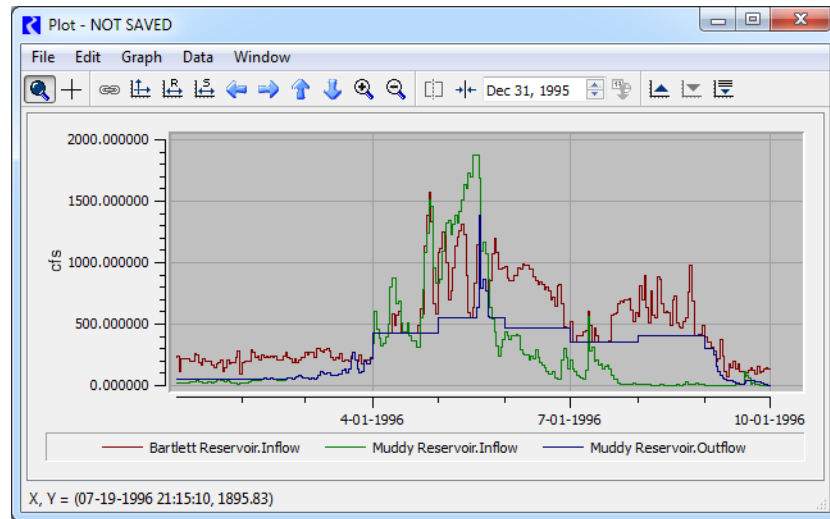 Plot - NOT SAVED
File Edit Graph Data Window
R S Dec 31, 1995
2000.000000
1500.000000
1000.000000
500.000000
0.000000
cfs
4-01-1996 7-01-1996 10-01-1996
Bartlett Reservoir.Inflow Muddy Reservoir.Inflow Muddy Reservoir.Outflow
X, Y = (07-19-1996 21:15:10, 1895.83)